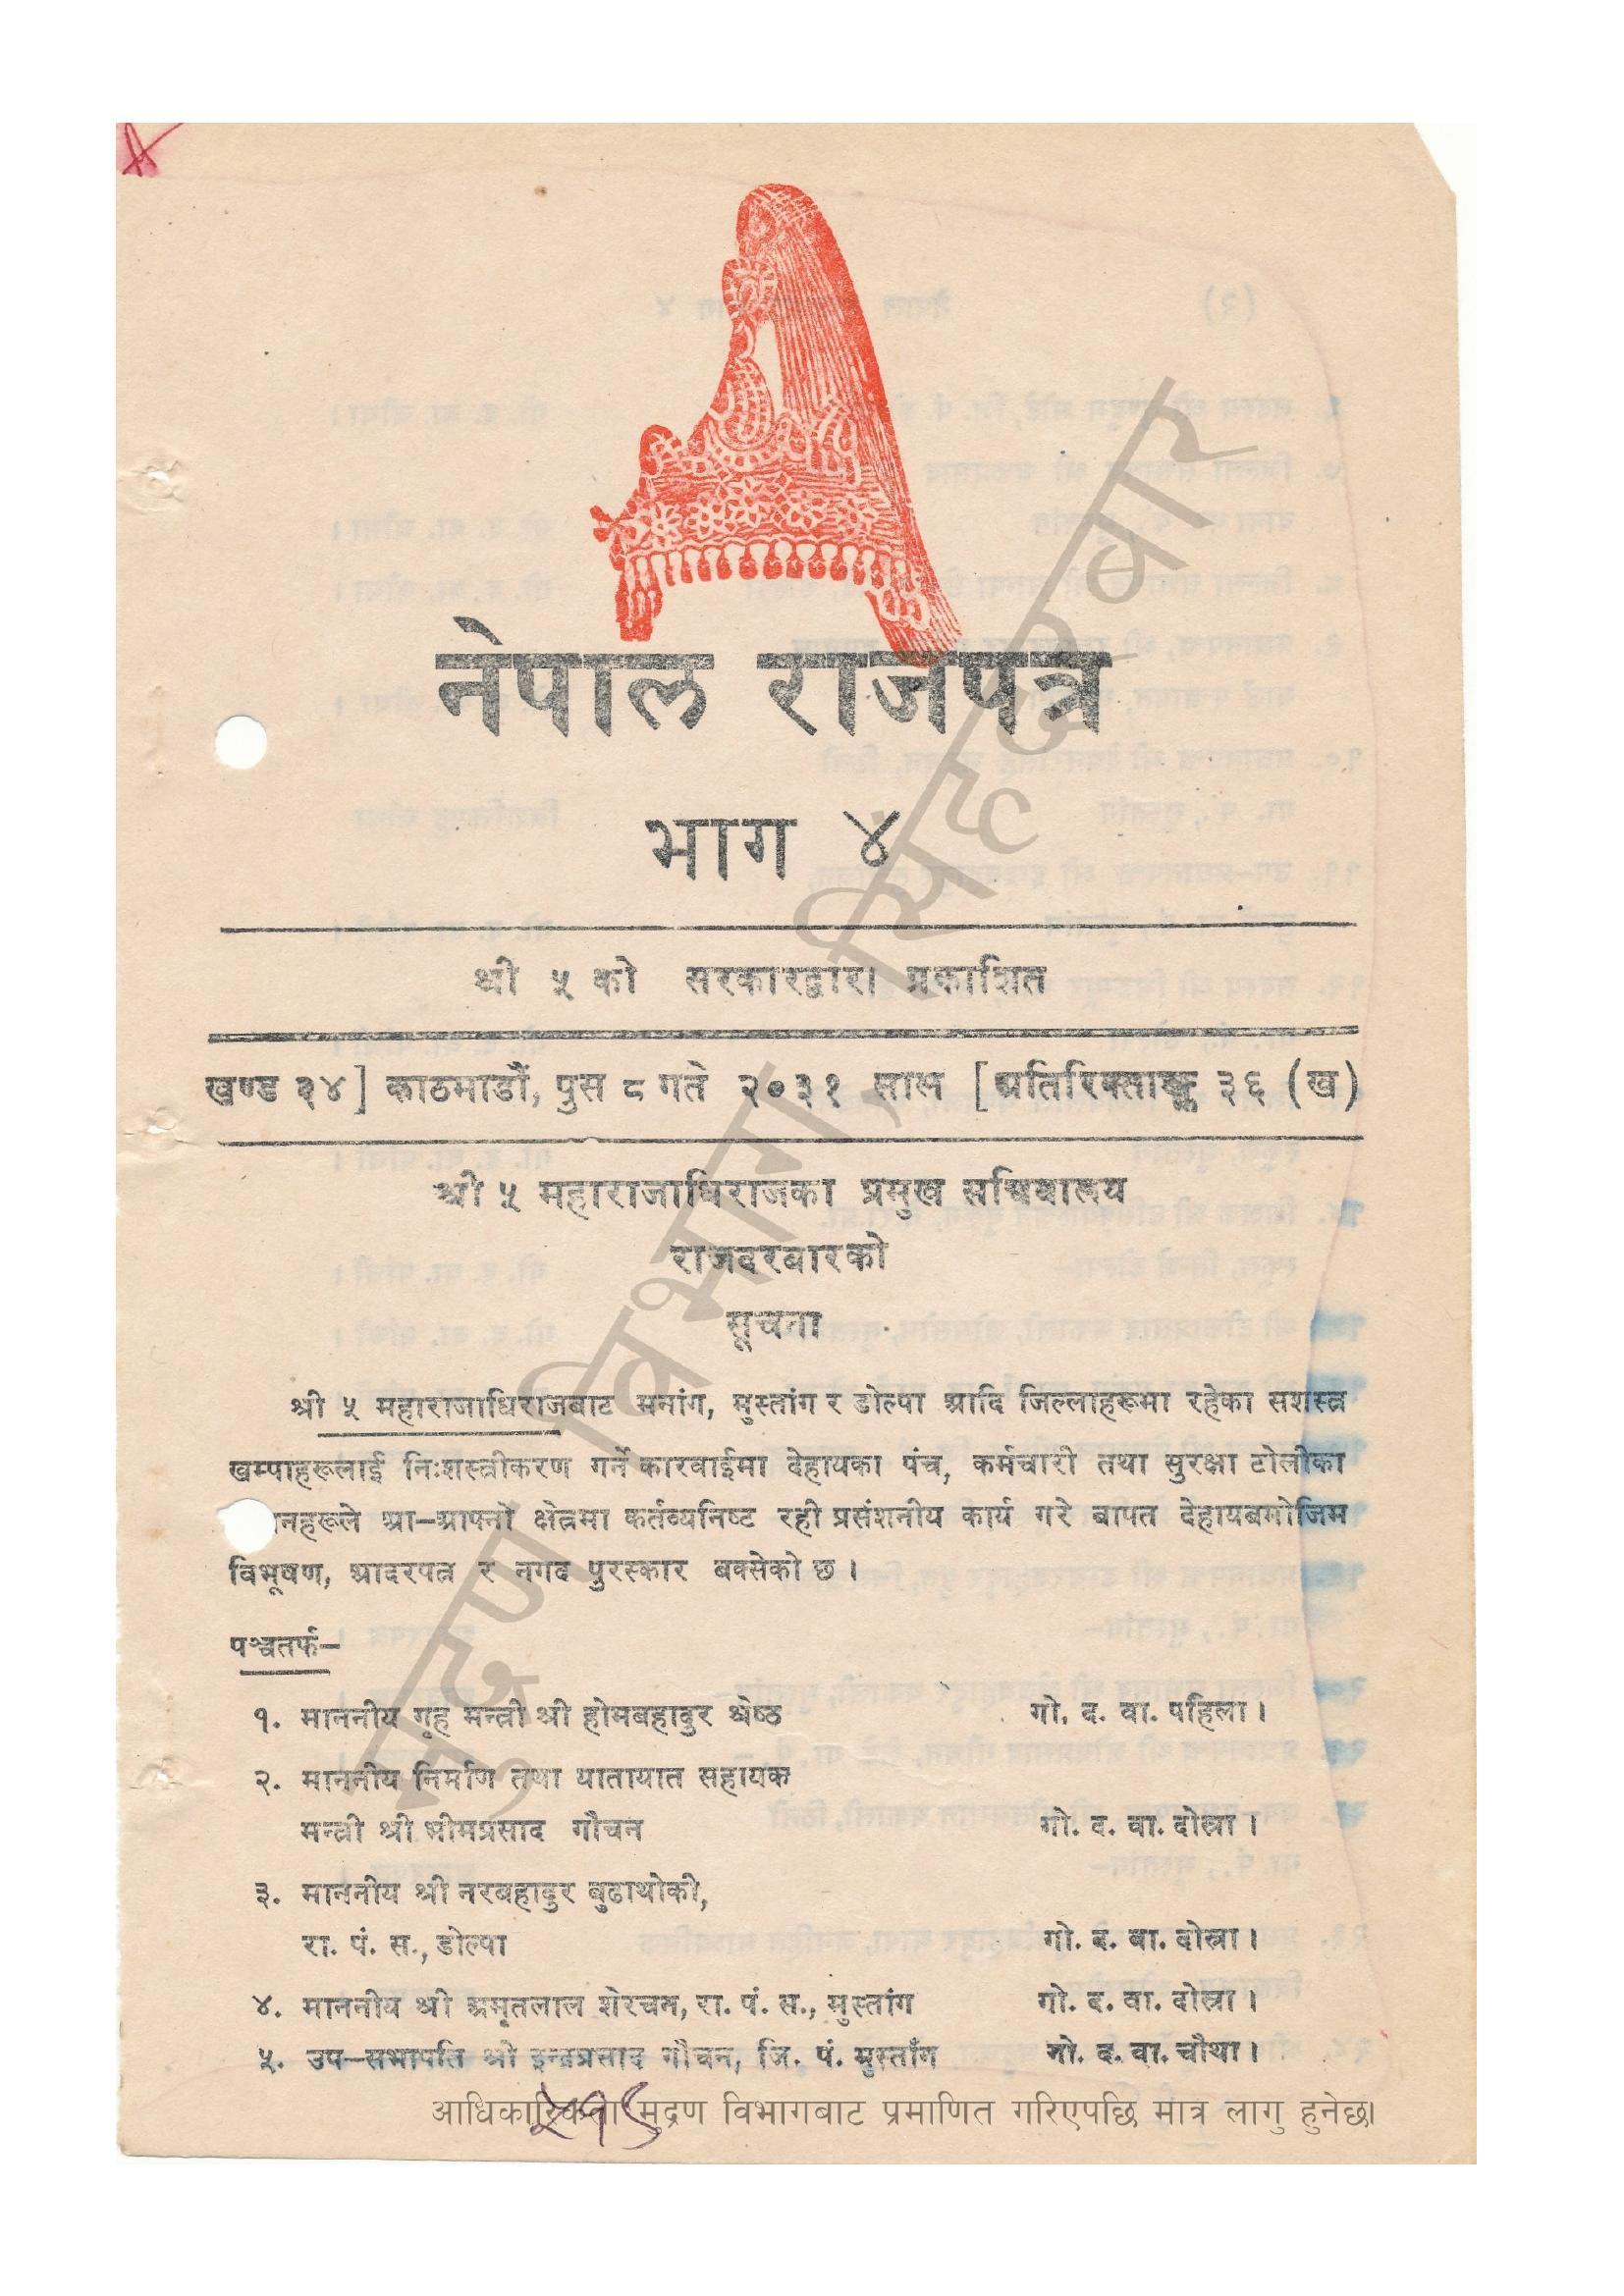 नेपाल राजपत्र
भाग ४
श्री ५ को सरकारद्वारा प्रकाशित
खण्ड २४] काठमाडौं, पुस ८ गते २०३१ साल [अतिरिक्ताङ्क ३६ (ख)
श्री ५ महाराजाधिराजका प्रमुख सचिवालय
राजदरबारको
सूचना
श्री ५ महाराजाधिराजबाट मनांग, मुस्तांग र डोल्पा आदि जिल्लाहरूमा रहेका सशस्त्र
खम्पाहरूलाई निःशस्त्रीकरण गर्ने कारवाईमा देहायका पंच, कर्मचारी तथा सुरक्षा टोलीका
नहरूले आ–आफ्नो क्षेत्रमा कर्तव्यनिष्ट रही प्रसंशनीय कार्य गरे बापत देहायबमोजिम
विभूषण, आदरपत्र र नगद पुरस्कार बक्सेको छ ।
पञ्चतर्फ–
१. माननीय गृह मन्त्री श्री होमबहादुर श्रेष्ठ गो. द. बा. पहिला ।
२. माननीय निर्माण तथा यातायात सहायक
मन्त्री श्री भीमप्रसाद गौचन गो. द. बा. दोस्रा ।
३. माननीय श्री नरबहादुर बुढाथोकी,
रा. पं. स., डोल्पा गो. द. बा. दोस्रा ।
४. माननीय श्री अमृतलाल शेरचन, रा. पं. स., मुस्तांग गो. द. बा. दोस्रा ।
५. उप–सभापति श्री इन्द्रप्रसाद गौचन, जि. पं. मुस्ताँग गो. द. बा. चौथा ।
आधिकारिकता मुद्रण विभागबाट प्रमाणित गरिएपछि मात्र लागु हुनेछ।
मुद्रण विभाग, सिंहदरबार